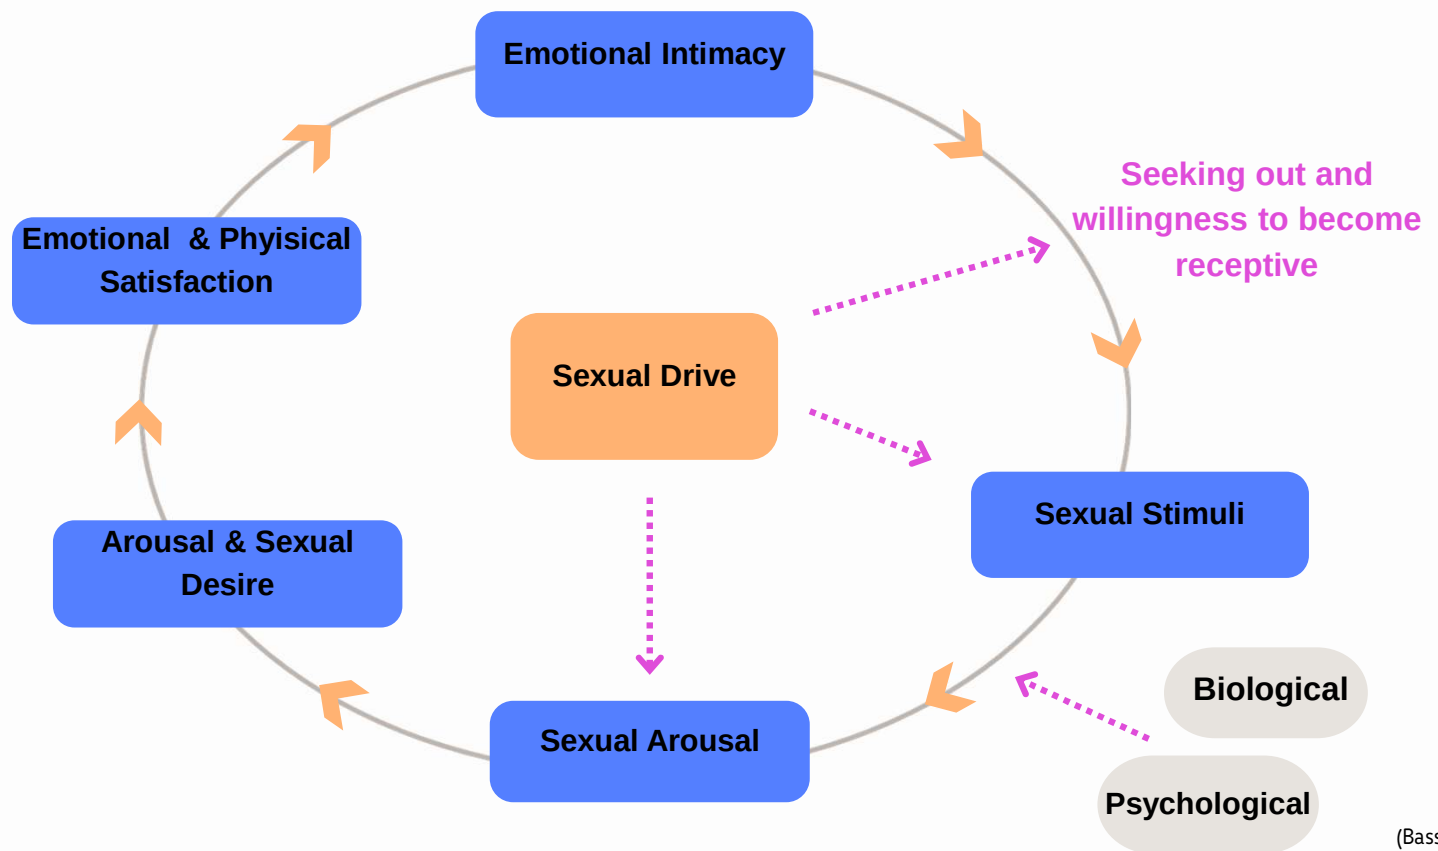 Emotional Intimacy
Seeking out and
willingness to become
receptive
Emotional & Phyisical
Satisfaction
Sexual Drive
Sexual Stimuli
Arousal & Sexual
Desire
Biological
Sexual Arousal
Psychological
(Bass